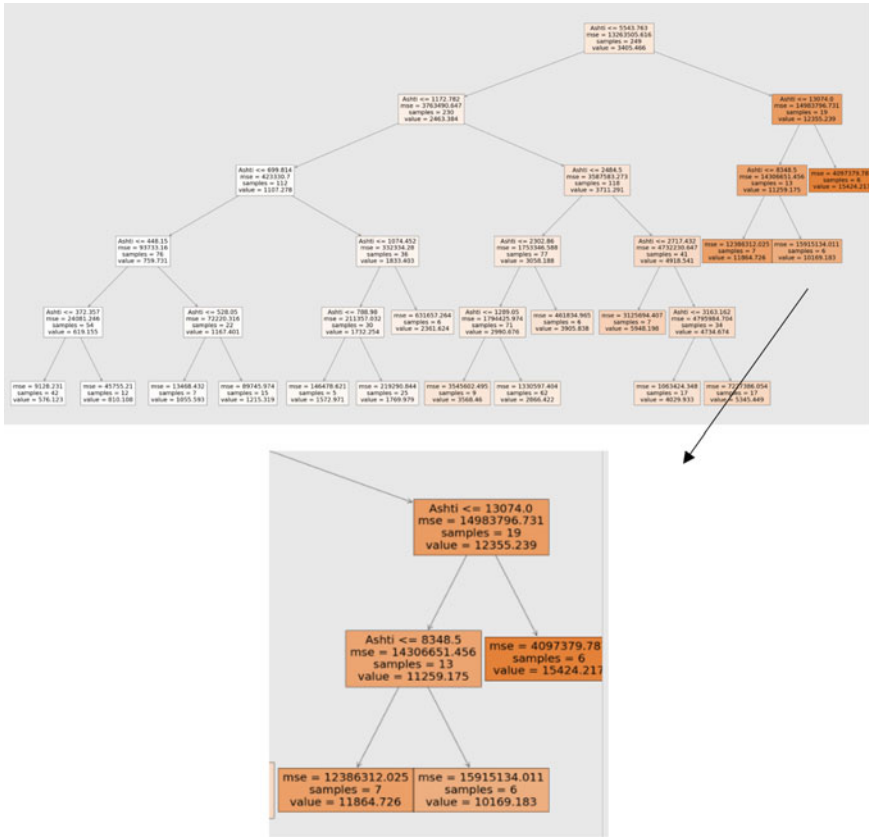 Ashti <= 5543.763
mse = 13263505.616
samples = 249
value = 3405.466
Ashti <= 1172.782
mse = 3763490.647
samples = 230
value = 2463.384
Ashti <= 13074.0
mse = 14983796.731
samples = 19
value = 12355.239
Ashti <= 699.814
mse = 423330.7
samples = 112
value = 1107.278
Ashti <= 2484.5
mse = 3587583.273
samples = 118
value = 3711.291
Ashti <= 8348.5
mse = 14306651.456
samples = 13
value = 11259.175
mse = 4097379.78
samples = 6
value = 15424.217
Ashti <= 448.15
mse = 93733.16
samples = 76
value = 759.731
Ashti <= 1074.452
mse = 332334.28
samples = 36
value = 1833.403
Ashti <= 2302.86
mse = 1753346.588
samples = 77
value = 3058.188
Ashti <= 2717.432
mse = 4732230.647
samples = 41
value = 4918.541
mse = 12386312.025
samples = 7
value = 11864.726
mse = 15915134.011
samples = 6
value = 10169.183
Ashti <= 372.357
mse = 24081.246
samples = 54
value = 619.155
Ashti <= 528.05
mse = 72220.316
samples = 22
value = 1167.401
Ashti <= 788.98
mse = 211357.032
samples = 30
value = 1732.254
mse = 631657.264
samples = 6
value = 2361.624
Ashti <= 1289.05
mse = 1794425.974
samples = 71
value = 2990.676
mse = 461834.965
samples = 6
value = 3905.838
mse = 3125694.407
samples = 7
value = 5948.198
Ashti <= 3163.162
mse = 4795984.704
samples = 34
value = 4734.674
mse = 9128.231
samples = 42
value = 576.123
mse = 45755.21
samples = 12
value = 810.108
mse = 13468.432
samples = 7
value = 1055.593
mse = 89745.974
samples = 15
value = 1215.319
mse = 146478.621
samples = 5
value = 1572.971
mse = 219290.844
samples = 25
value = 1769.979
mse = 3545602.495
samples = 9
value = 3568.46
mse = 1330597.404
samples = 62
value = 2866.422
mse = 1063424.348
samples = 17
value = 4029.933
samples = 17
value = 5345.449
Ashti <= 13074.0
mse = 14983796.731
samples = 19
value = 12355.239
Ashti <= 8348.5
mse = 14306651.456
samples = 13
value = 11259.175
mse = 4097379.78
samples = 6
value = 15424.217
mse = 12386312.025
samples = 7
value = 11864.726
mse = 15915134.011
samples = 6
value = 10169.183